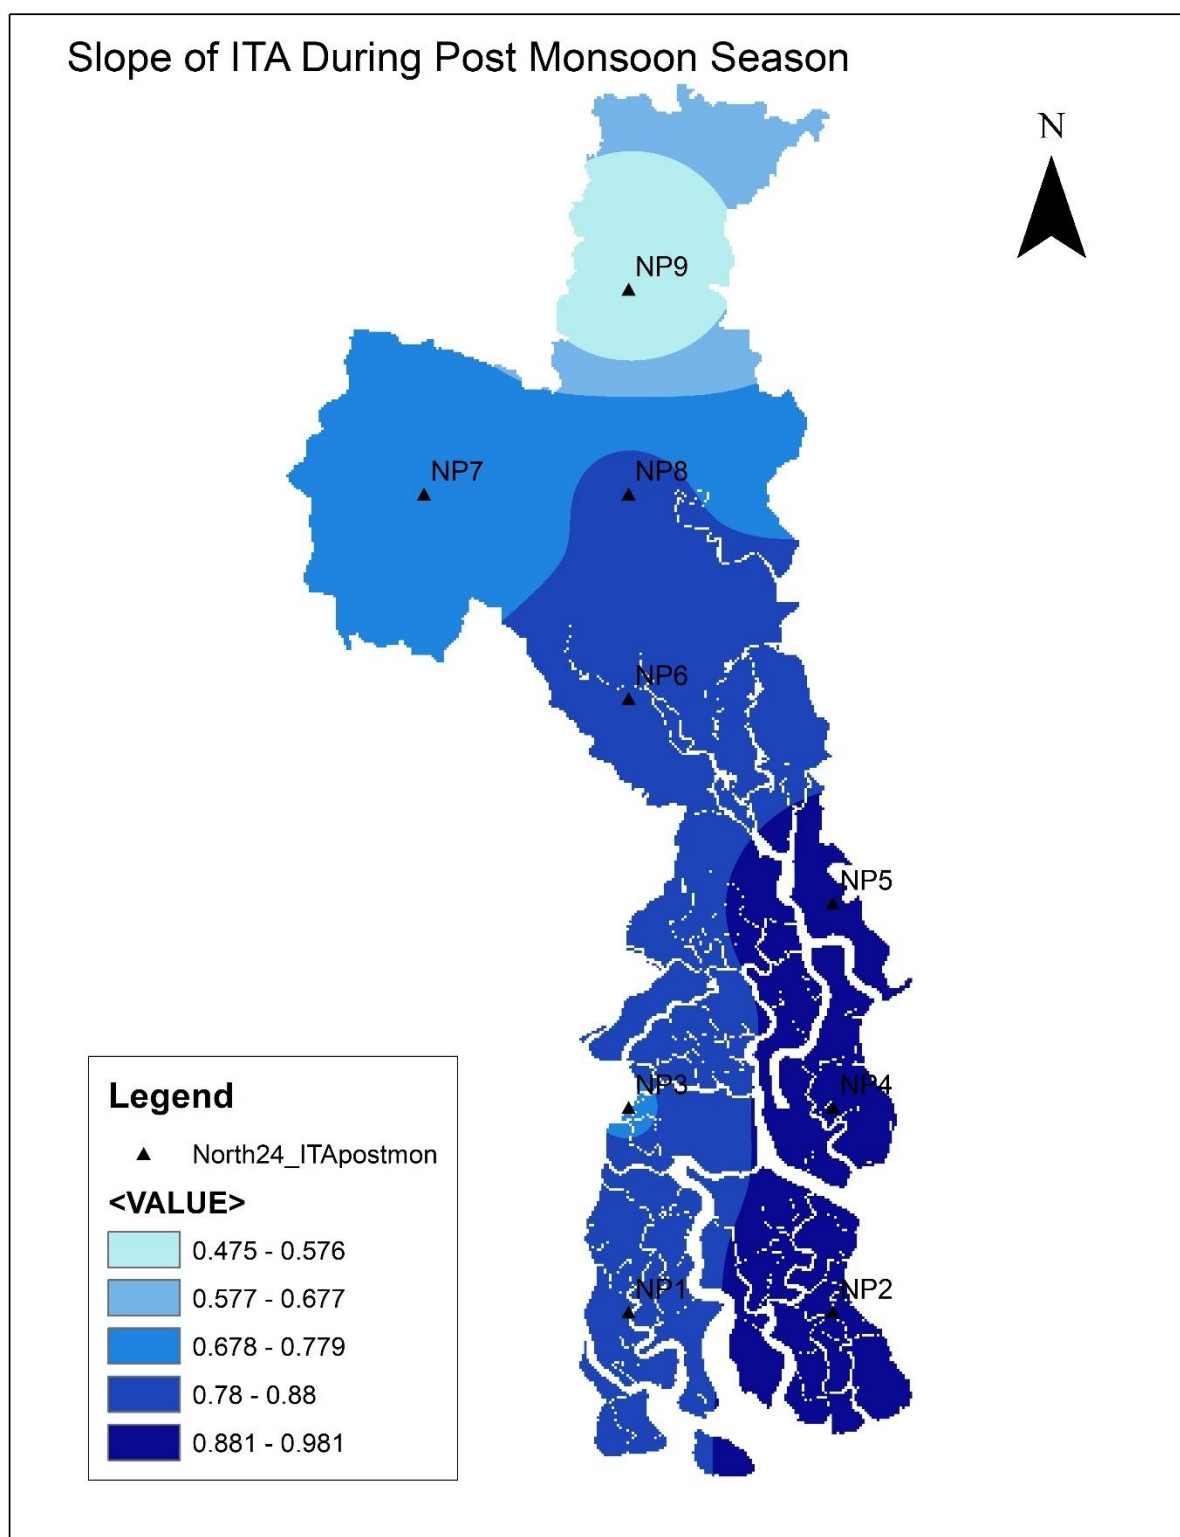 Slope of ITA During Post Monsoon Season
N
NP9
NP7
NP8
NP6
NP5
NP3
NP4
NP1
NP2
Legend
North24_ITApostmon
<VALUE>
0.475 - 0.576
0.577 - 0.677
0.678 - 0.779
0.78 - 0.88
0.881 - 0.981